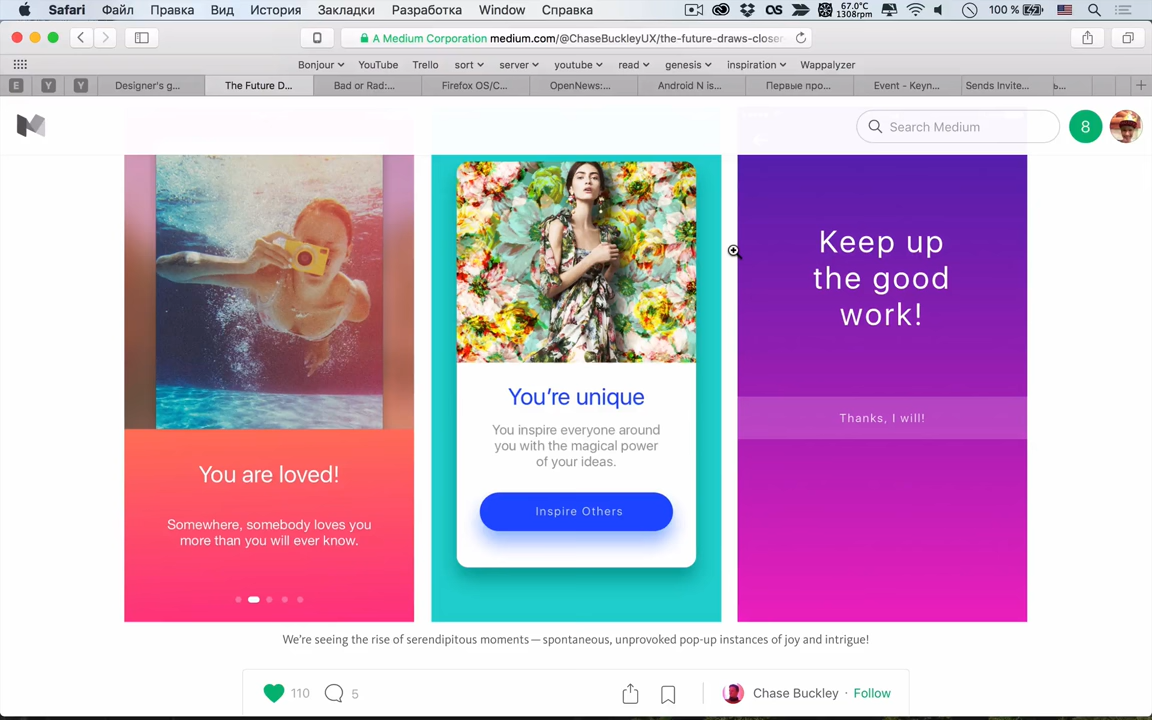 Safari Файл Правка Вид История Закладки Разработка Window Справка 67.0°C 1308rpm 100 %
A Medium Corporation medium.com/@ChaseBuckleyUX/the-future-draws-closer-
Bonjour YouTube Trello sort server youtube read genesis inspiration Wappalyzer
E Y Y Designer's g... The Future D... Bad or Rad:... Firefox OS/C... OpenNews:... Android N is... Первые про... Event - Keyn... Sends Invite... ь...
Search Medium 8
You are loved!
Somewhere, somebody loves you
more than you will ever know.
You're unique
You inspire everyone around
you with the magical power
of your ideas.
Inspire Others
Keep up
the good
work!
Thanks, I will!
We're seeing the rise of serendipitous moments — spontaneous, unprovoked pop-up instances of joy and intrigue!
110 5 Chase Buckley · Follow